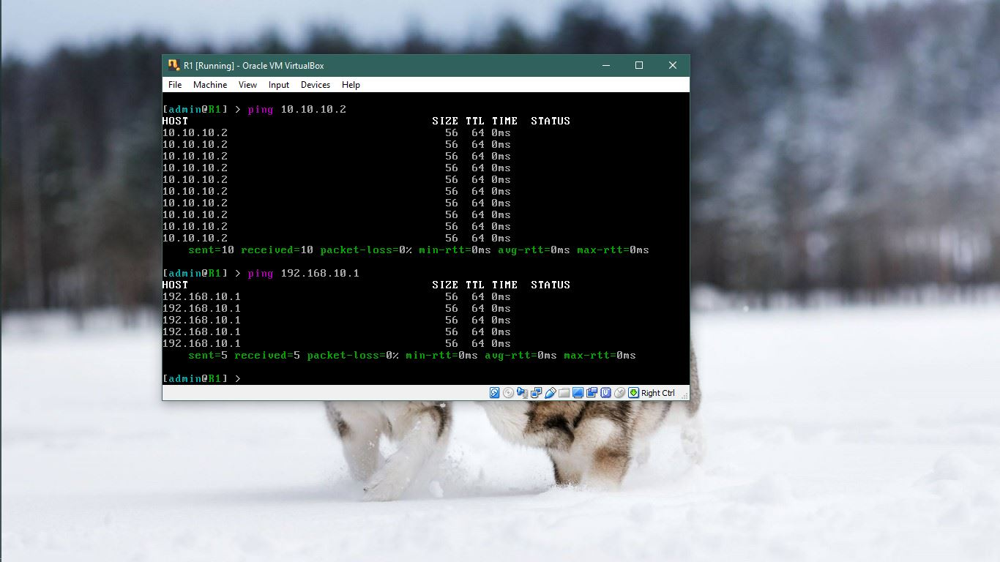 R1 [Running] - Oracle VM VirtualBox
File Machine View Input Devices Help
[admin@R1] > ping 10.10.10.2
HOST SIZE TTL TIME STATUS
10.10.10.2 56 64 0ms
10.10.10.2 56 64 0ms
10.10.10.2 56 64 0ms
10.10.10.2 56 64 0ms
10.10.10.2 56 64 0ms
10.10.10.2 56 64 0ms
10.10.10.2 56 64 0ms
10.10.10.2 56 64 0ms
10.10.10.2 56 64 0ms
10.10.10.2 56 64 0ms
sent=10 received=10 packet-loss=0% min-rtt=0ms avg-rtt=0ms max-rtt=0ms
[admin@R1] > ping 192.168.10.1
HOST SIZE TTL TIME STATUS
192.168.10.1 56 64 0ms
192.168.10.1 56 64 0ms
192.168.10.1 56 64 0ms
192.168.10.1 56 64 0ms
192.168.10.1 56 64 0ms
sent=5 received=5 packet-loss=0% min-rtt=0ms avg-rtt=0ms max-rtt=0ms
[admin@R1] >
Right Ctrl